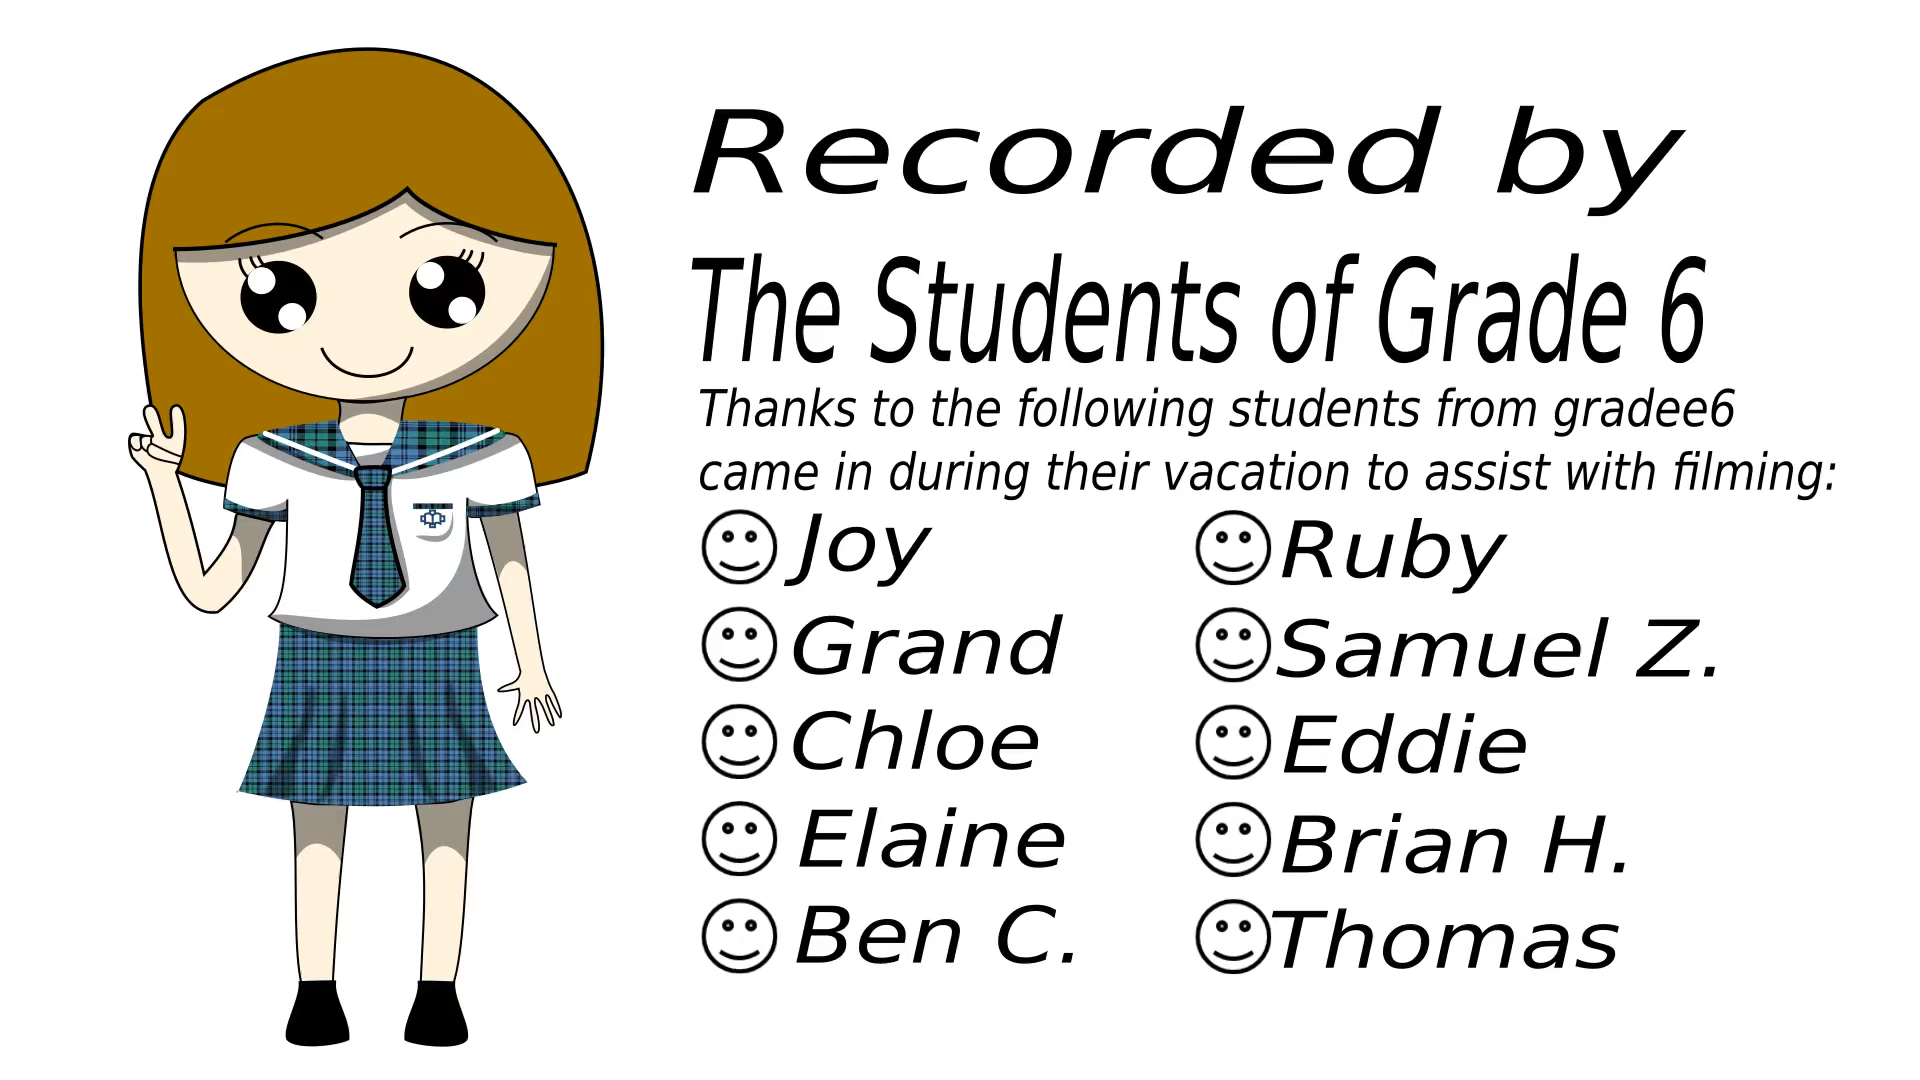 Recorded by
The Students of Grade 6
Thanks to the following students from gradee6
came in during their vacation to assist with filming:
Joy
Grand
Chloe
Elaine
Ben C.
Ruby
Samuel Z.
Eddie
Brian H.
Thomas